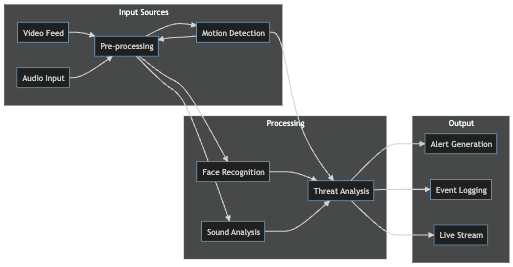 Input Sources
Video Feed
Motion Detection
Pre-processing
Audio Input
Processing
Output
Face Recognition
Threat Analysis
Sound Analysis
Alert Generation
Event Logging
Live Stream